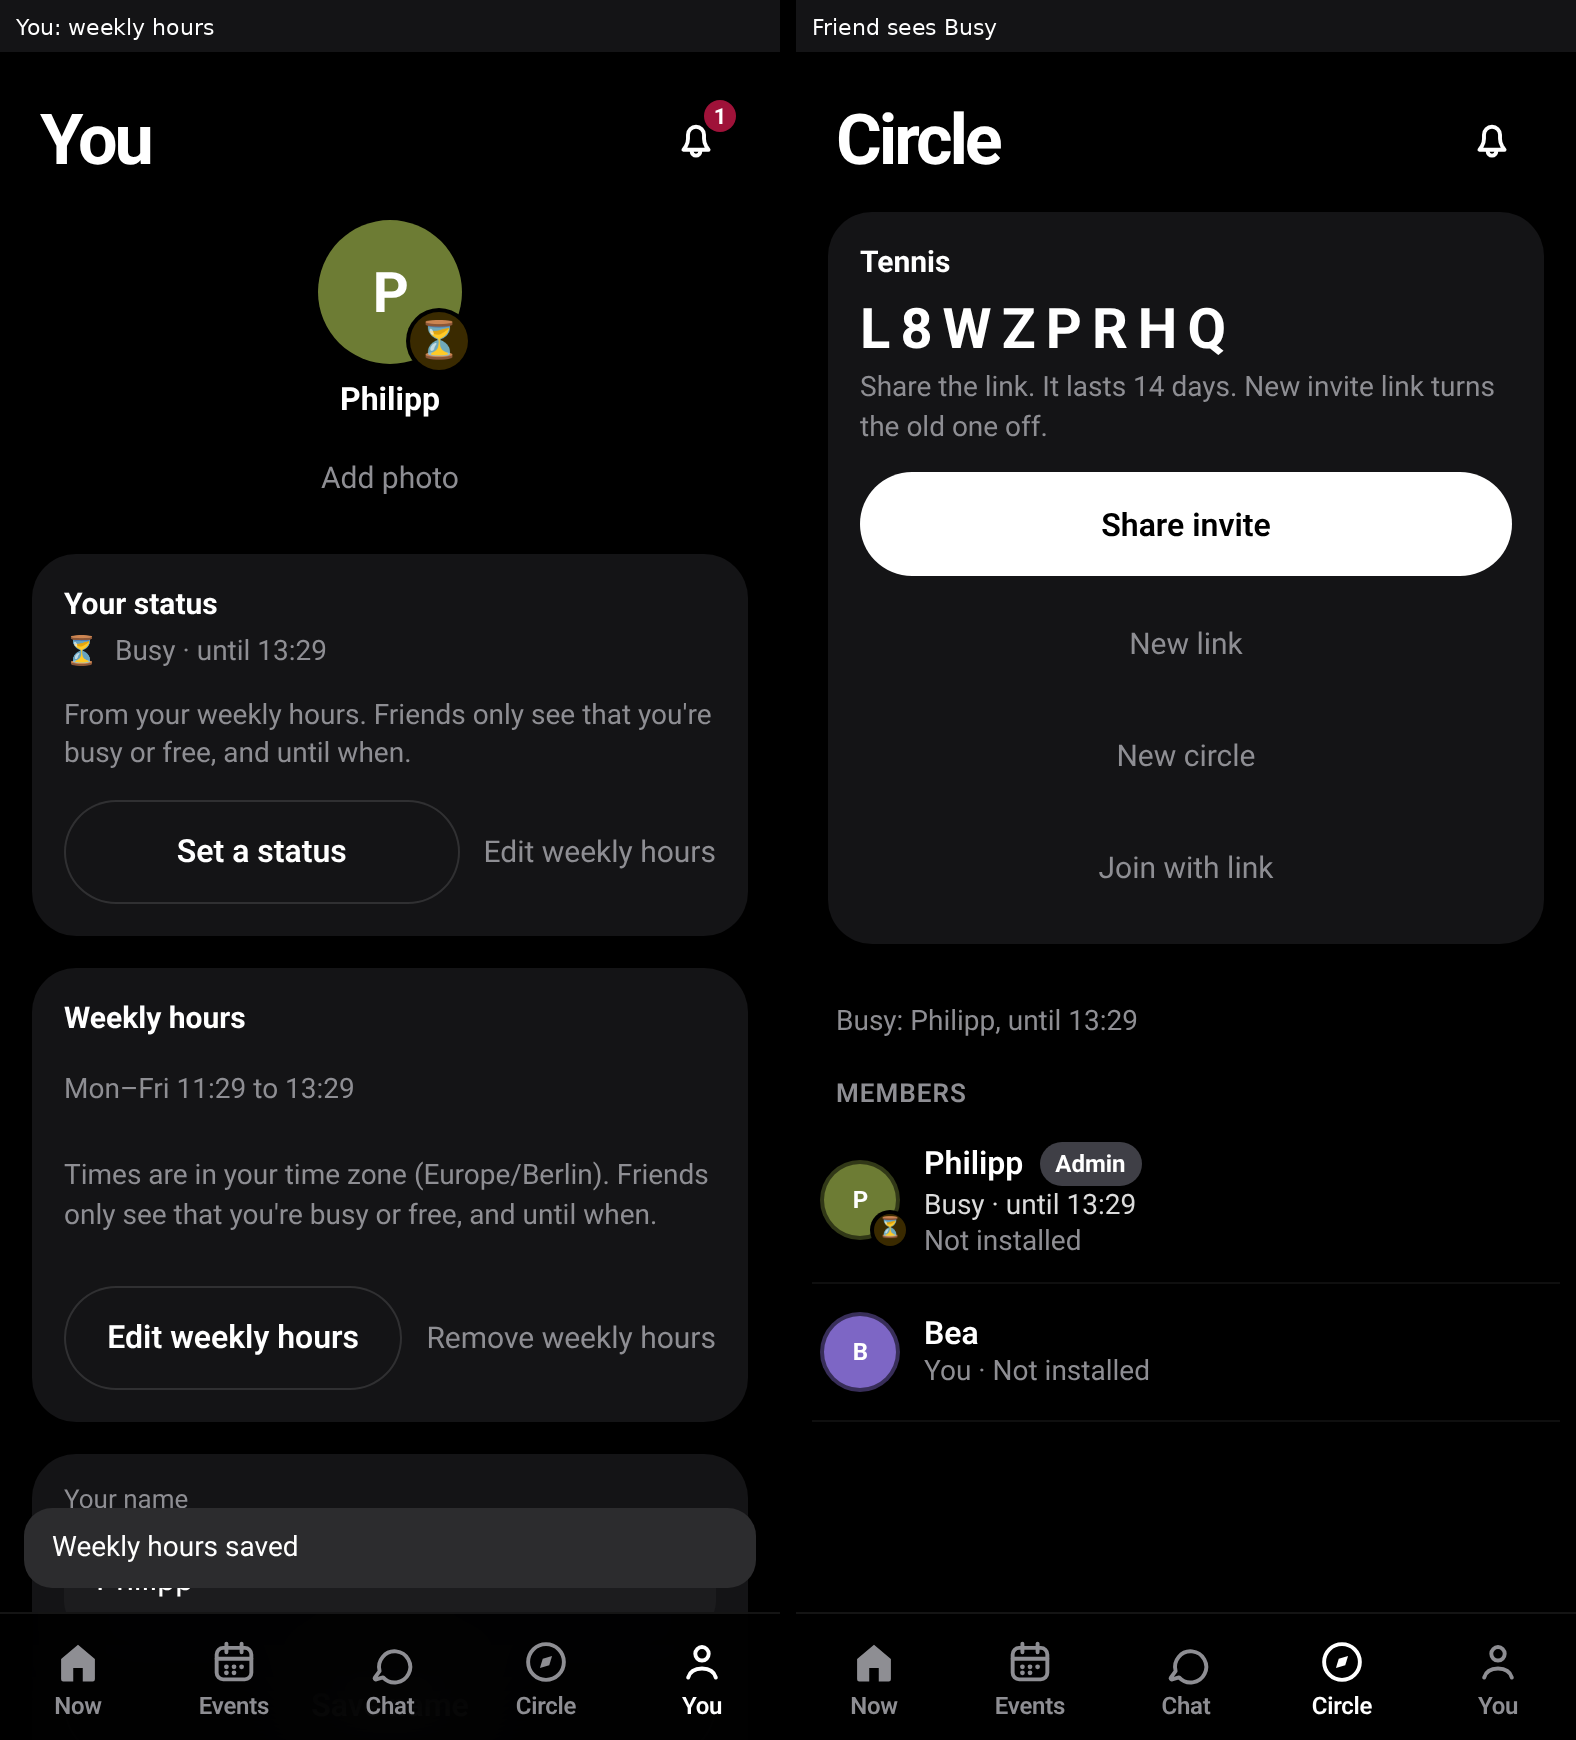 You: weekly hours
You
1
P
Philipp
Add photo
Your status
Busy · until 13:29
From your weekly hours. Friends only see that you're
busy or free, and until when.
Set a status
Edit weekly hours
Weekly hours
Mon–Fri 11:29 to 13:29
Times are in your time zone (Europe/Berlin). Friends
only see that you're busy or free, and until when.
Edit weekly hours
Remove weekly hours
Your name
Weekly hours saved
Now
Events
Chat
Circle
You
Friend sees Busy
Circle
Tennis
L8WZPRHQ
Share the link. It lasts 14 days. New invite link turns
the old one off.
Share invite
New link
New circle
Join with link
Busy: Philipp, until 13:29
MEMBERS
P
Philipp Admin
Busy · until 13:29
Not installed
B
Bea
You · Not installed
Now
Events
Chat
Circle
You